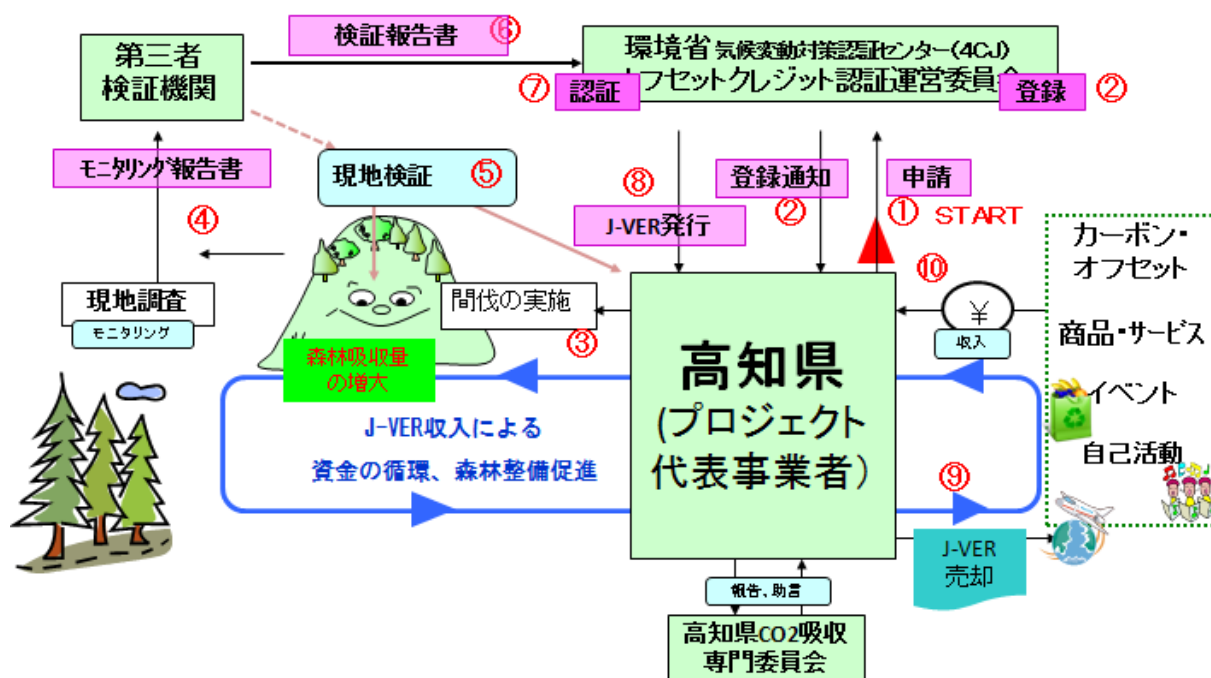 第三者
検証機関
検証報告書
⑥
環境省 気候変動対策認証センター(4CJ)
オフセットクレジット認証運営委員会
⑦
認証
登録
②
モニタリング報告書
④
現地検証
⑤
⑧
J-VER発行
登録通知
②
申請
①
START
カーボン・
オフセット
商品・サービス
イベント
自己活動
⑩
¥
収入
現地調査
モニタリング
間伐の実施
③
森林吸収量
の増大
高知県
(プロジェクト
代表事業者)
J-VER収入による
資金の循環、森林整備促進
⑨
J-VER
売却
報告、助言
高知県CO2吸収
専門委員会